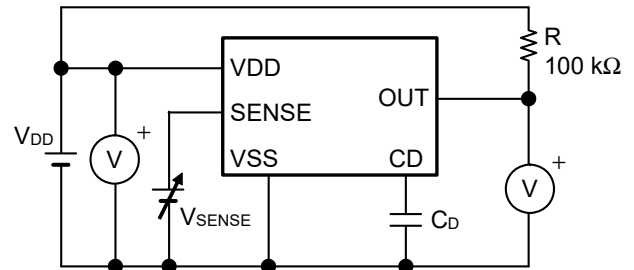 R
100 kΩ
VDD
OUT
SENSE
VDD
V
+
VSS
CD
V
+
VSENSE
CD